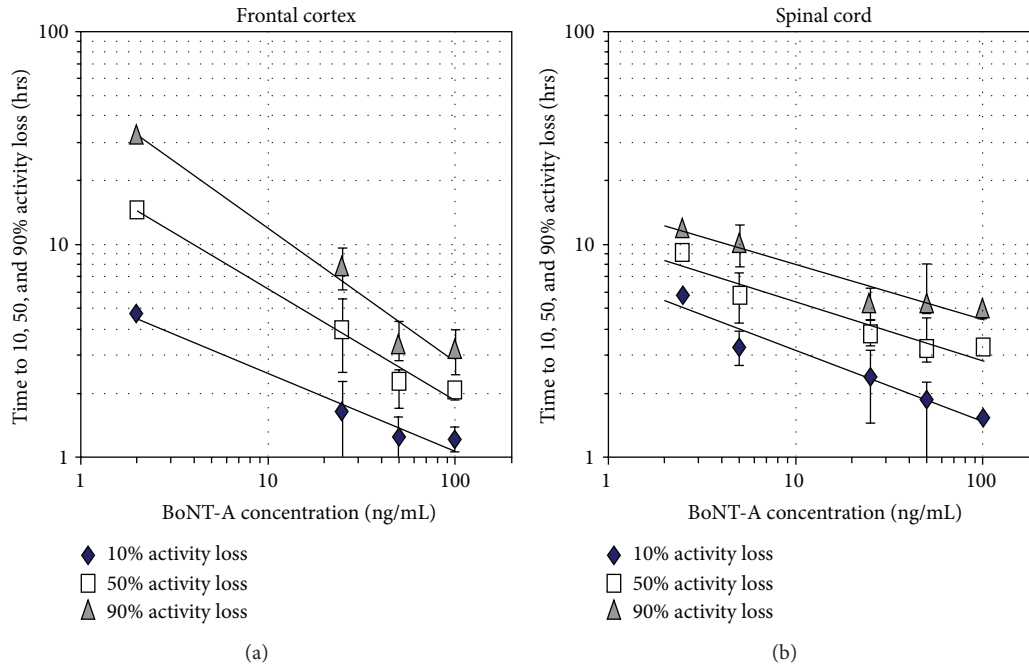 Frontal cortex
Time to 10, 50, and 90% activity loss (hrs)
100
10
1
1
10
100
BoNT-A concentration (ng/mL)
10% activity loss
50% activity loss
90% activity loss
(a)
Spinal cord
Time to 10, 50, and 90% activity loss (hrs)
100
10
1
1
10
100
BoNT-A concentration (ng/mL)
10% activity loss
50% activity loss
90% activity loss
(b)